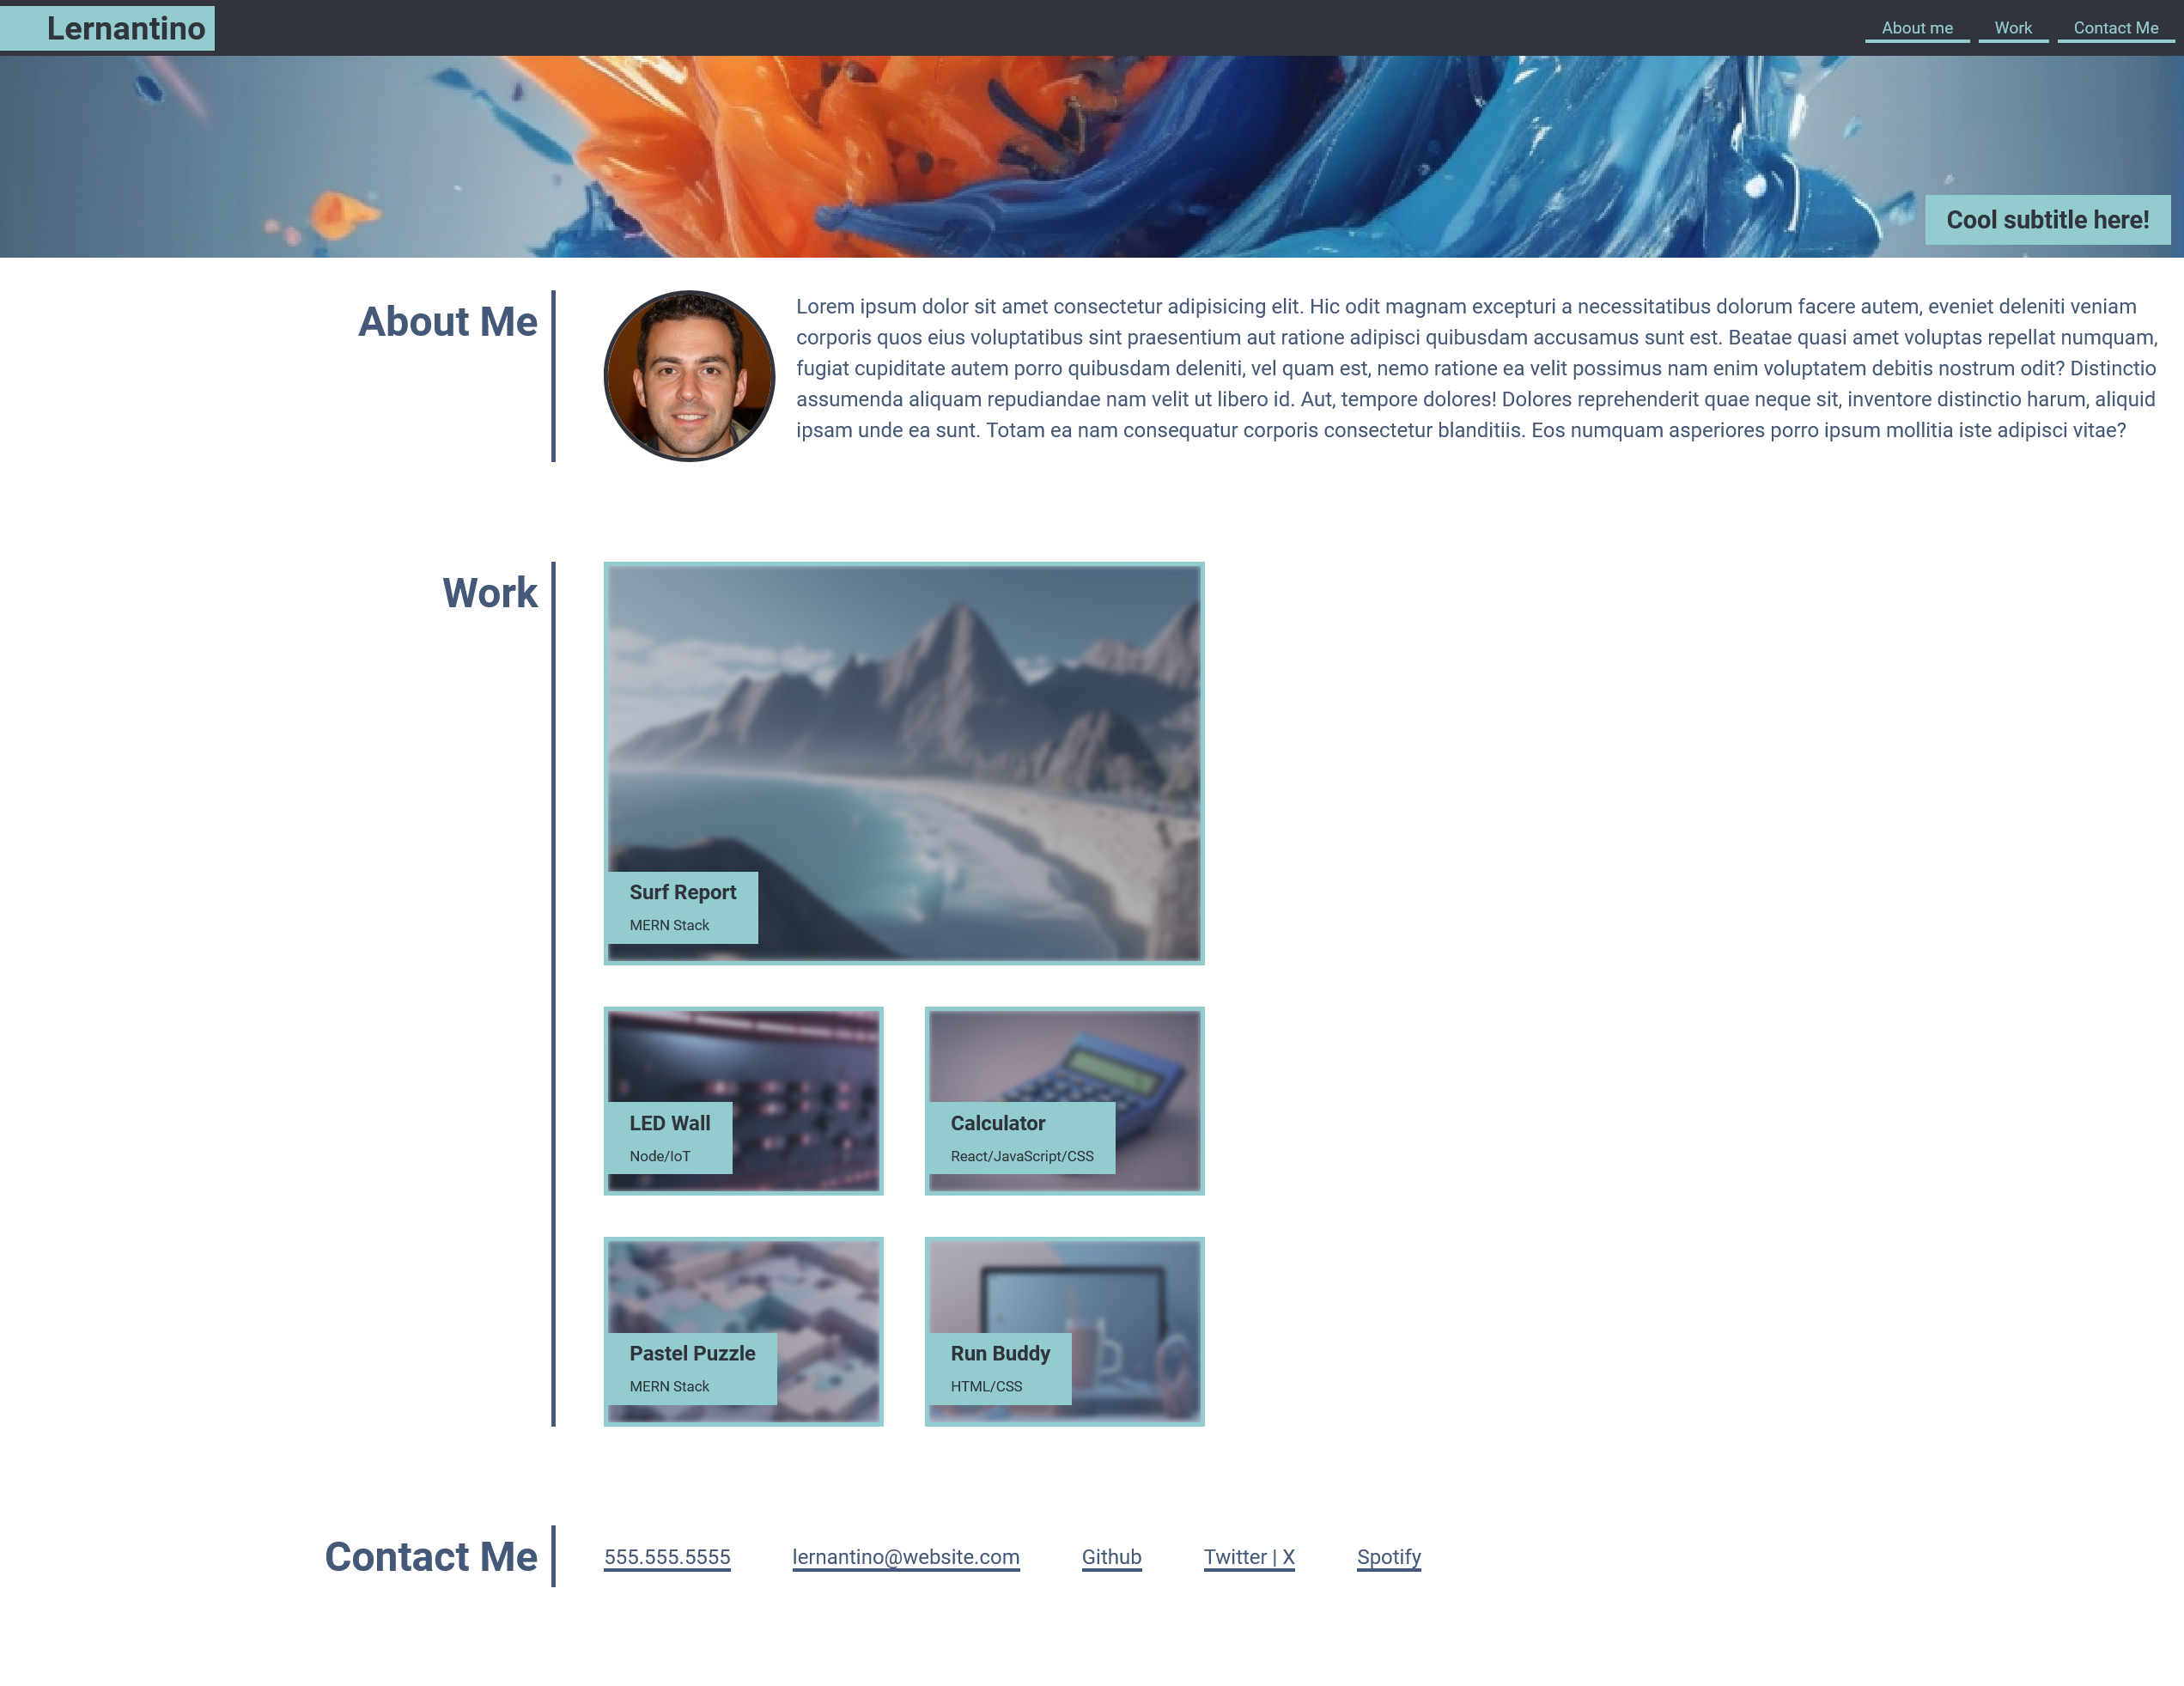 Lernantino
About me
Work
Contact Me
Cool subtitle here!
About Me
Lorem ipsum dolor sit amet consectetur adipisicing elit. Hic odit magnam excepturi a necessitatibus dolorum facere autem, eveniet deleniti veniam
corporis quos eius voluptatibus sint praesentium aut ratione adipisci quibusdam accusamus sunt est. Beatae quasi amet voluptas repellat numquam,
fugiat cupiditate autem porro quibusdam deleniti, vel quam est, nemo ratione ea velit possimus nam enim voluptatem debitis nostrum odit? Distinctio
assumenda aliquam repudiandae nam velit ut libero id. Aut, tempore dolores! Dolores reprehenderit quae neque sit, inventore distinctio harum, aliquid
ipsam unde ea sunt. Totam ea nam consequatur corporis consectetur blanditiis. Eos numquam asperiores porro ipsum mollitia iste adipisci vitae?
Work
Surf Report
MERN Stack
LED Wall
Node/IoT
Calculator
React/JavaScript/CSS
Pastel Puzzle
MERN Stack
Run Buddy
HTML/CSS
Contact Me
555.555.5555
lernantino@website.com
Github
Twitter | X
Spotify